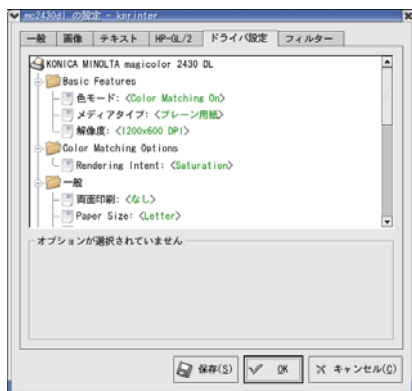 mc2430dl の設定 - kprinter
一般 画像 テキスト HP-GL/2 ドライバ設定 フィルター
KONICA MINOLTA magicolor 2430 DL
Basic Features
色モード: <Color Matching On>
メディアタイプ: <プレーン用紙>
解像度: <1200x600 DPI>
Color Matching Options
Rendering Intent: <Saturation>
一般
両面印刷: <なし>
Paper Size: <Letter>
オプションが選択されていません
保存(S) OK キャンセル(C)